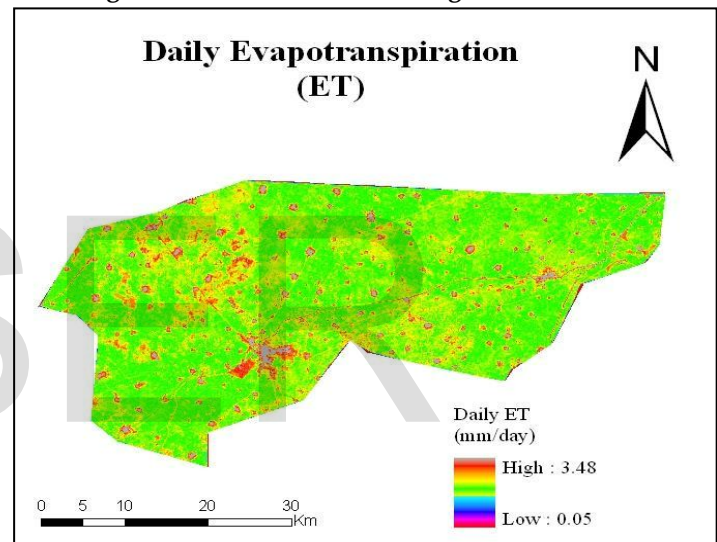 Daily Evapotranspiration
(ET)
N
SER
Daily ET
(mm/day)
High : 3.48
Low : 0.05
0 5 10 20 30
Km